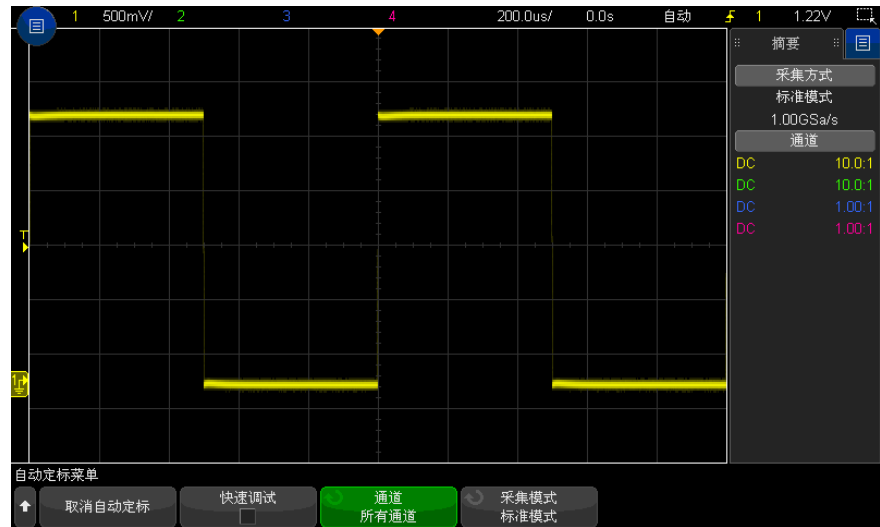 1 500mV/ 2 3 4 200.0us/ 0.0s 自动 1 1.22V
摘要
采集方式
标准模式
1.00GSa/s
通道
DC 10.0:1
DC 10.0:1
DC 1.00:1
DC 1.00:1
T
1
自动定标菜单
取消自动定标
快速调试
通道
所有通道
采集模式
标准模式